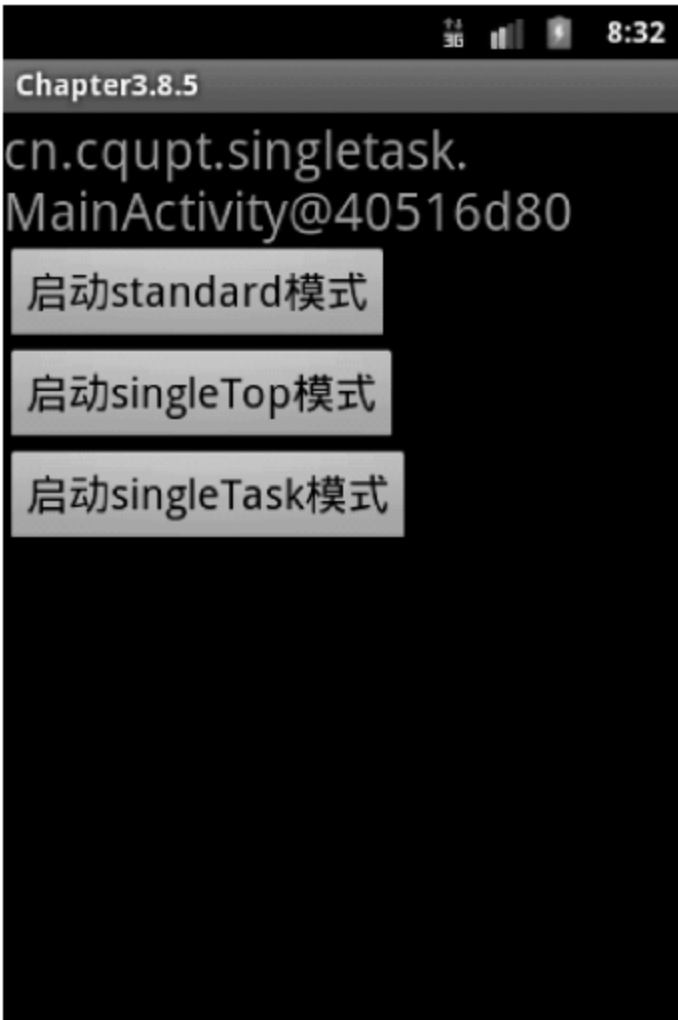 3G 8:32
Chapter3.8.5
cn.cqupt.singletask.
MainActivity@40516d80
启动standard模式
启动singleTop模式
启动singleTask模式